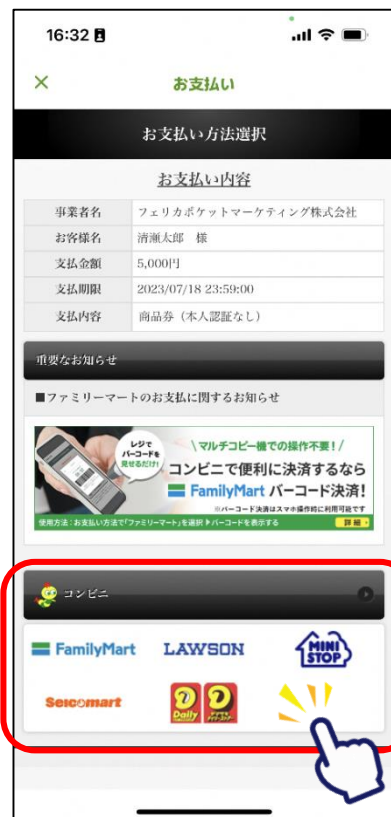 16:32
お支払い
お支払い方法選択
お支払い内容
事業者名 フェリカポケットマーケティング株式会社
お客様名 清瀬太郎 様
支払金額 5,000円
支払期限 2023/07/18 23:59:00
支払内容 商品券（本人認証なし）
重要なお知らせ
■ファミリーマートのお支払に関するお知らせ
レジで
バーコードを
見せるだけ!
\マルチコピー機での操作不要!/
コンビニで便利に決済するなら
FamilyMart バーコード決済!
※バーコード決済はスマホ操作時に利用可能です
使用方法：お支払い方法で「ファミリーマート」を選択▶バーコードを表示する 詳細
コンビニ
FamilyMart LAWSON MINI STOP
Seicomart Daily